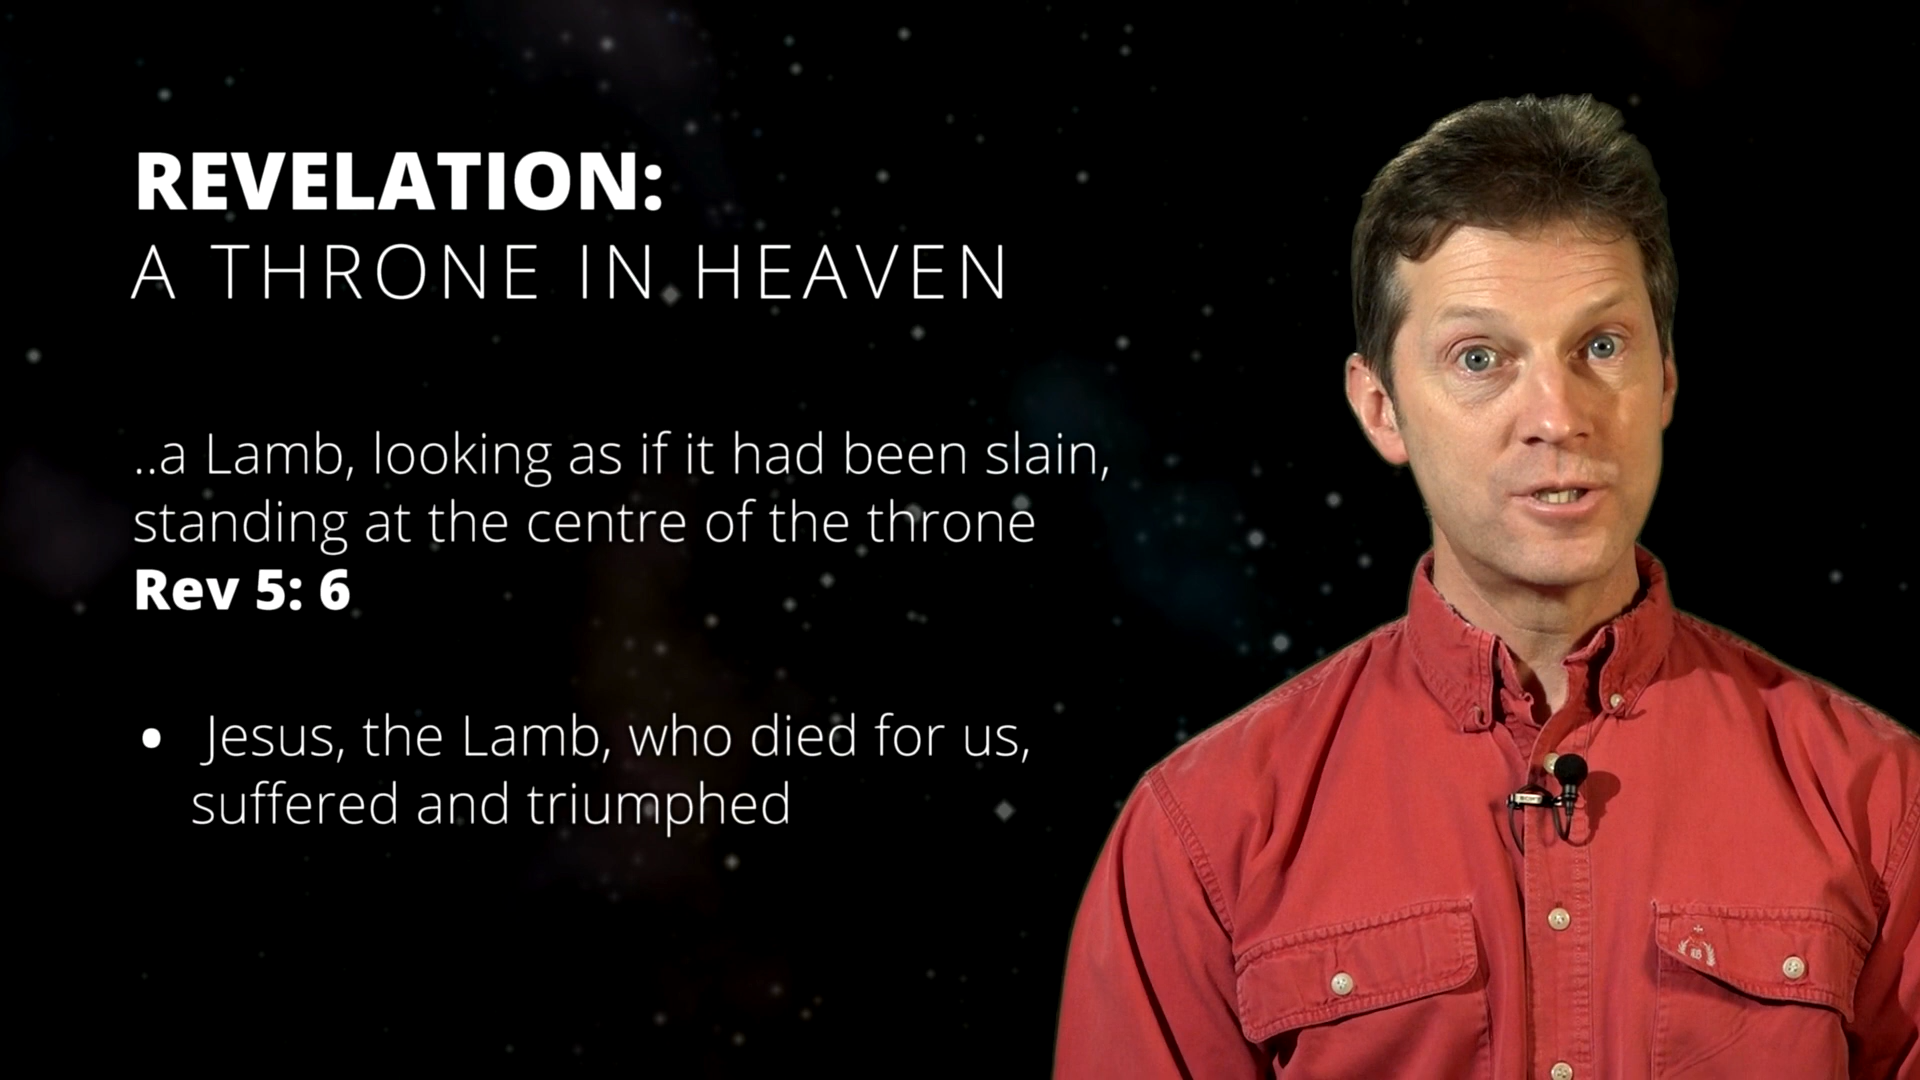 REVELATION:
A THRONE IN HEAVEN
..a Lamb, looking as if it had been slain,
standing at the centre of the throne
Rev 5: 6
• Jesus, the Lamb, who died for us,
suffered and triumphed